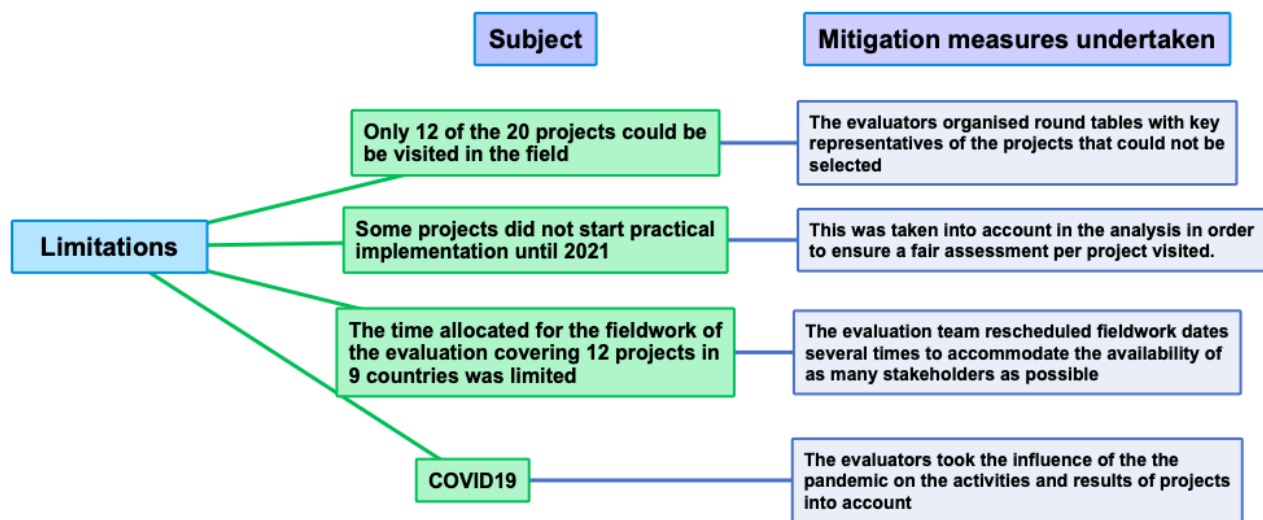 Subject
Mitigation measures undertaken
Only 12 of the 20 projects could be
be visited in the field
The evaluators organised round tables with key
representatives of the projects that could not be
selected
Limitations
Some projects did not start practical
implementation until 2021
This was taken into account in the analysis in order
to ensure a fair assessment per project visited.
The time allocated for the fieldwork of
the evaluation covering 12 projects in
9 countries was limited
The evaluation team rescheduled fieldwork dates
several times to accommodate the availability of
as many stakeholders as possible
COVID19
The evaluators took the influence of the the
pandemic on the activities and results of projects
into account